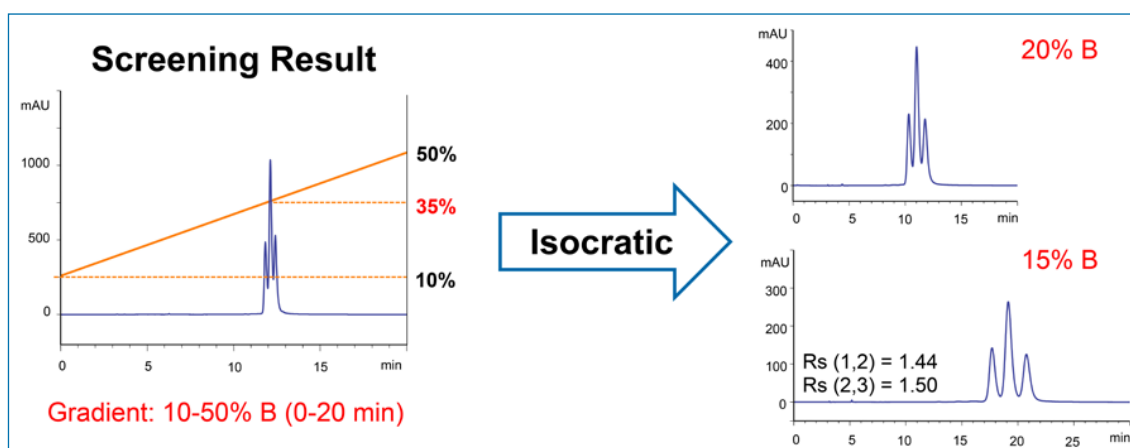 Screening Result
mAU
1000
500
0
50%
35%
10%
0 5 10 15 min
Gradient: 10-50% B (0-20 min)
Isocratic
mAU
20% B
400
200
0
0 5 10 15 min
mAU
15% B
300
200
100
0
Rs (1,2) = 1.44
Rs (2,3) = 1.50
0 5 10 15 20 25 min